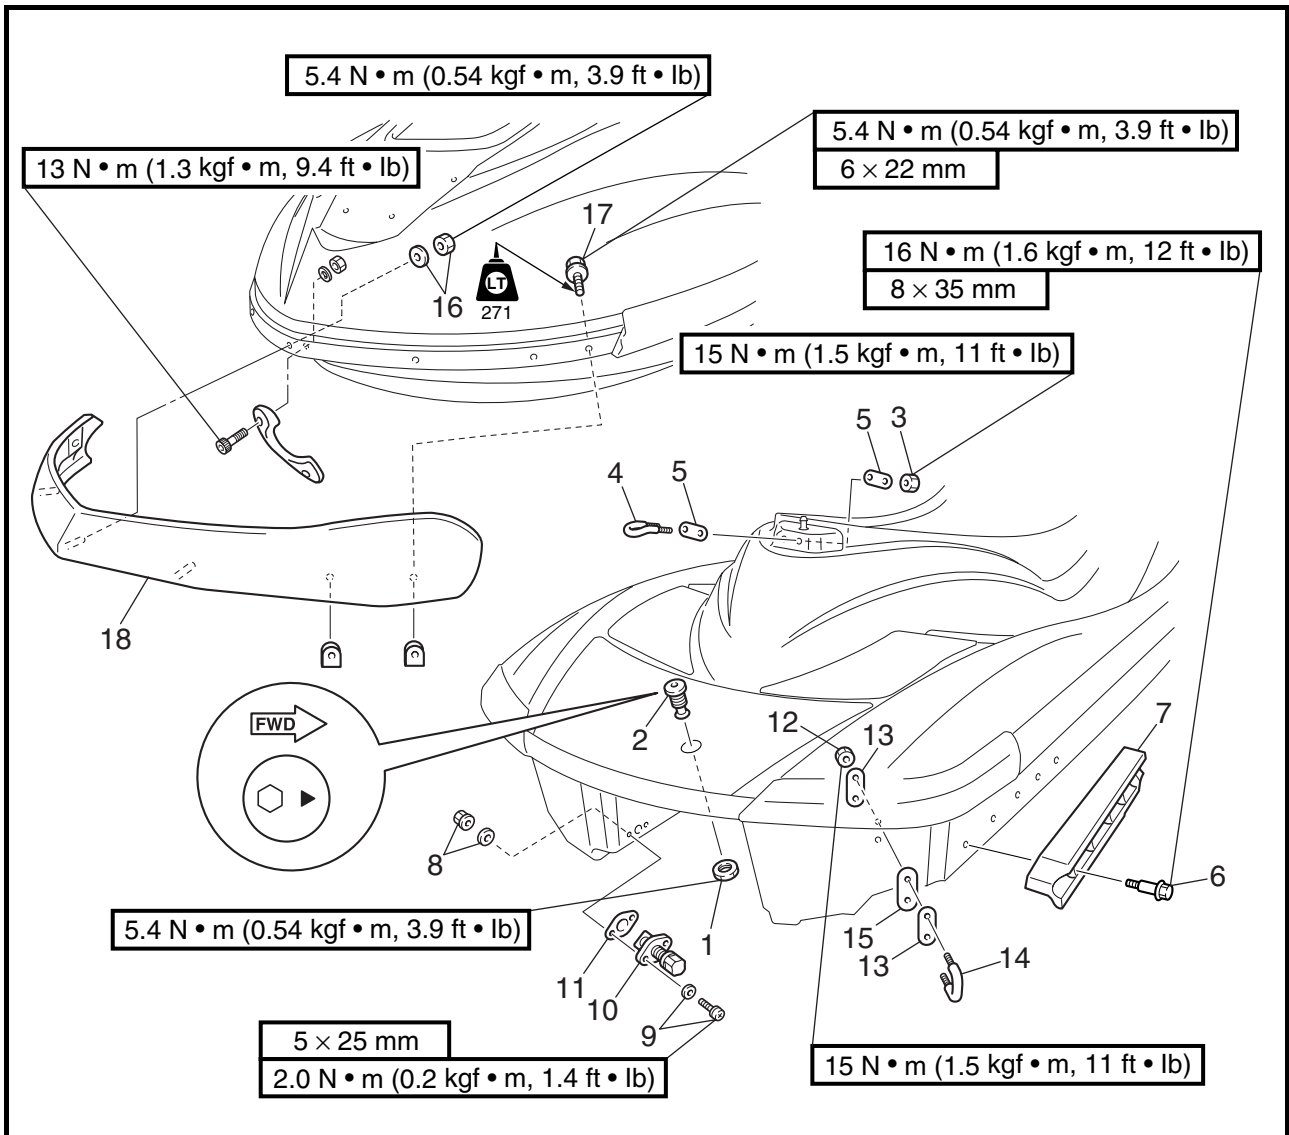 5.4 N • m (0.54 kgf • m, 3.9 ft • lb)
5.4 N • m (0.54 kgf • m, 3.9 ft • lb)
6 × 22 mm
13 N • m (1.3 kgf • m, 9.4 ft • lb)
17
16 N • m (1.6 kgf • m, 12 ft • lb)
8 × 35 mm
16
LT
271
15 N • m (1.5 kgf • m, 11 ft • lb)
5
3
4
5
18
FWD
2
12
13
7
8
6
5.4 N • m (0.54 kgf • m, 3.9 ft • lb)
1
15
13
14
11
10
9
5 × 25 mm
2.0 N • m (0.2 kgf • m, 1.4 ft • lb)
15 N • m (1.5 kgf • m, 11 ft • lb)